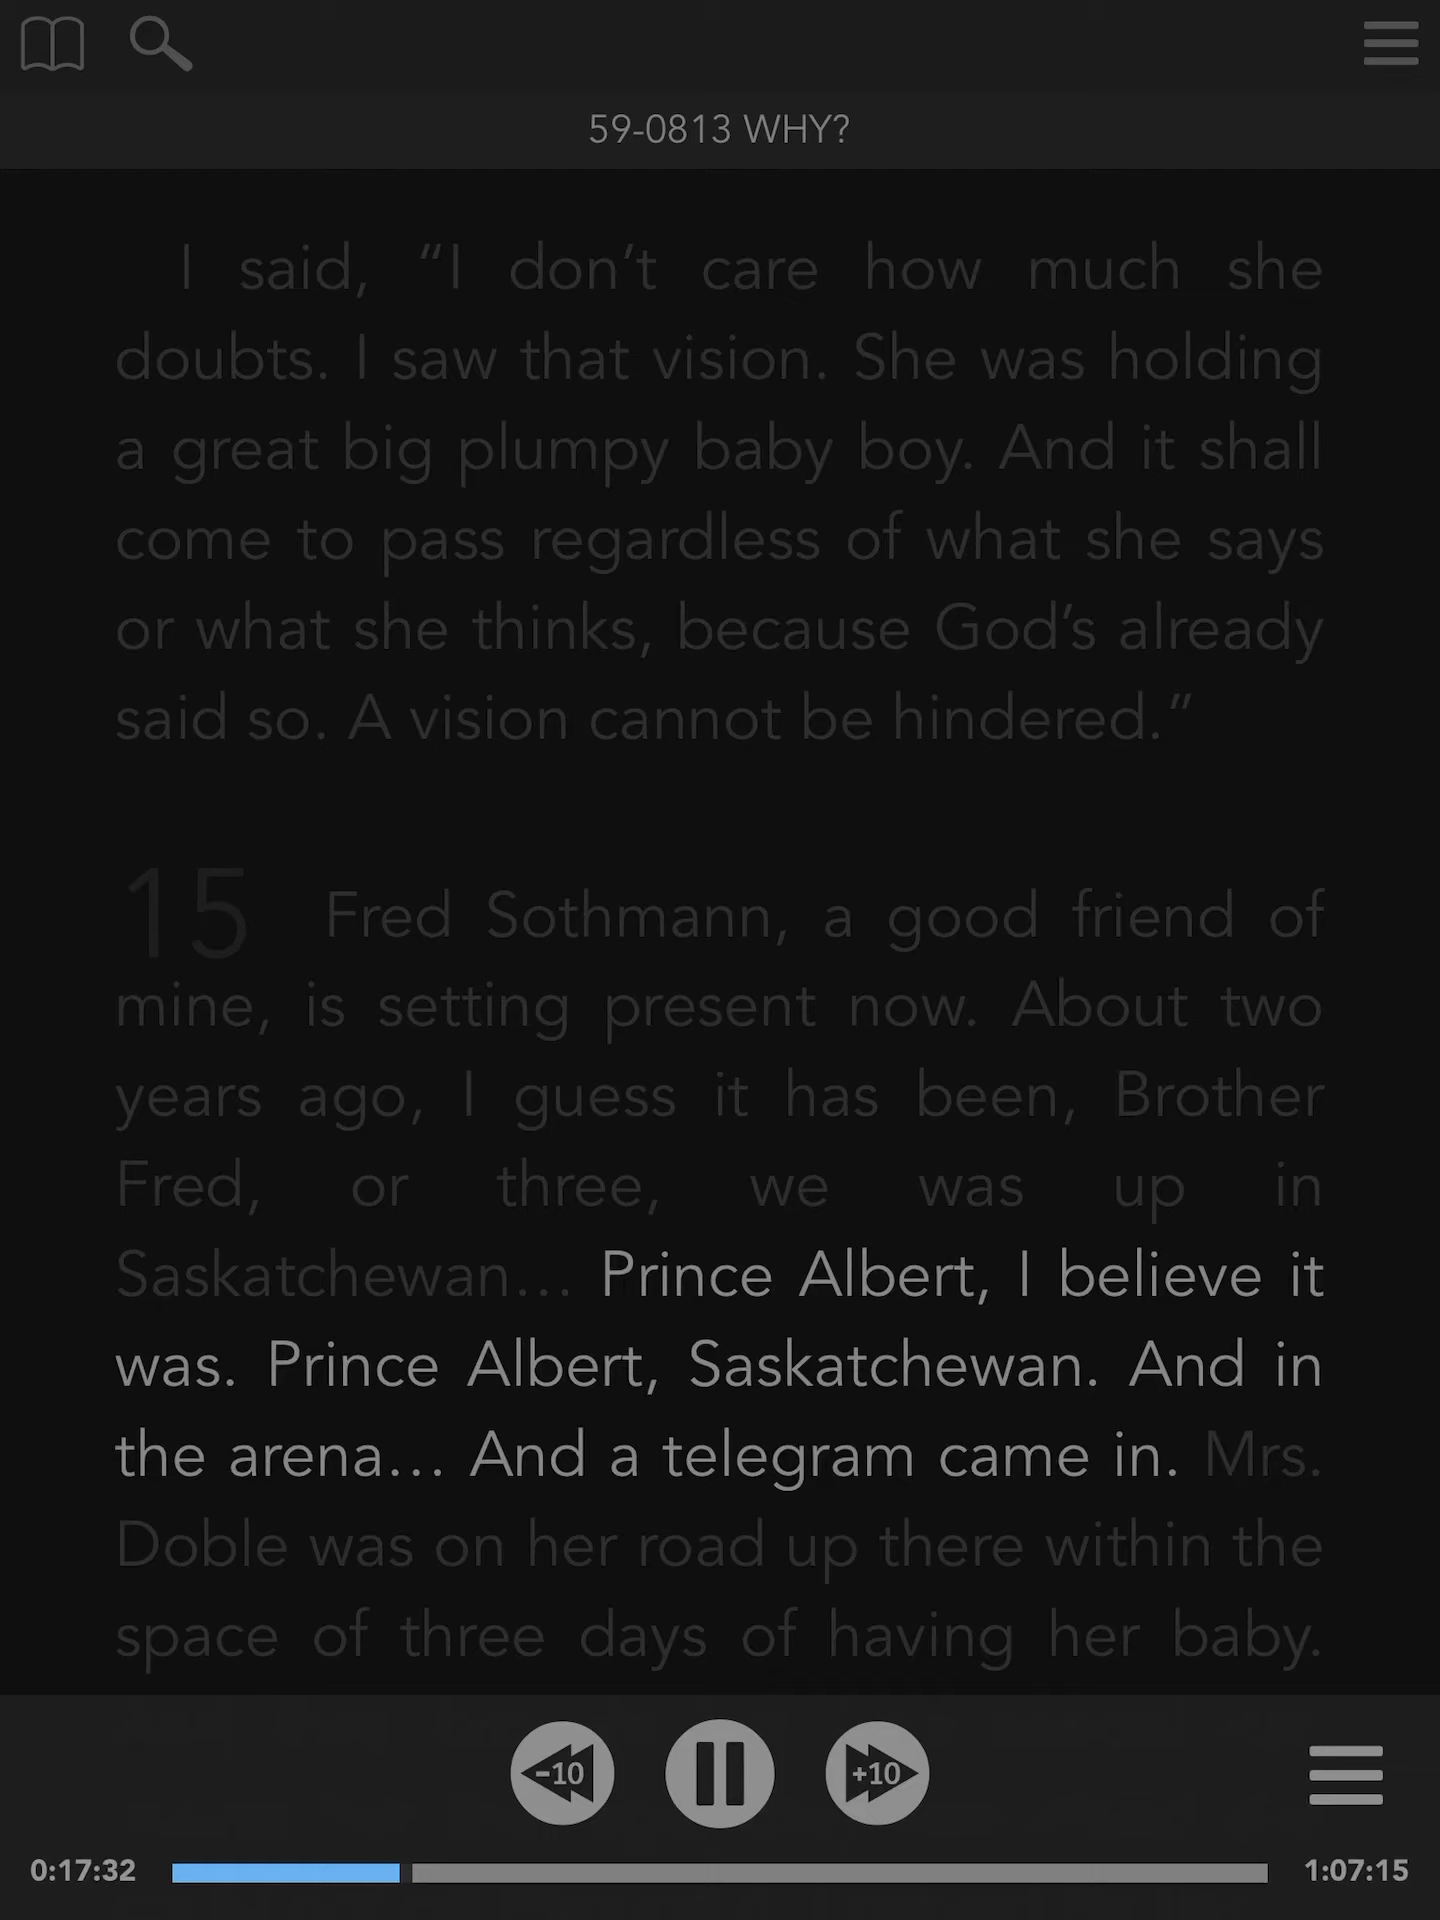 59-0813 WHY?
I said, “I don’t care how much she
doubts. I saw that vision. She was holding
a great big plumpy baby boy. And it shall
come to pass regardless of what she says
or what she thinks, because God’s already
said so. A vision cannot be hindered.”
15 Fred Sothmann, a good friend of
mine, is setting present now. About two
years ago, I guess it has been, Brother
Fred, or three, we was up in
Saskatchewan… Prince Albert, I believe it
was. Prince Albert, Saskatchewan. And in
the arena… And a telegram came in. Mrs.
Doble was on her road up there within the
space of three days of having her baby.
-10 +10
0:17:32 1:07:15